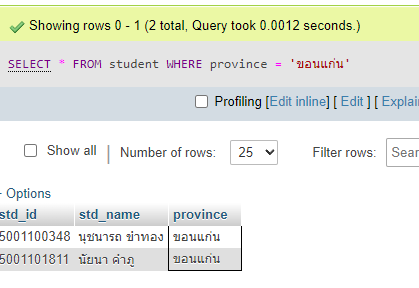 Showing rows 0 - 1 (2 total, Query took 0.0012 seconds.)
SELECT * FROM student WHERE province = 'ขอนแก่น'
Profiling [Edit inline] [ Edit ] [ Explai
Show all | Number of rows: 25 Filter rows: Sear
+ Options
std_id std_name province
5001100348 นุชนารถ ขำทอง ขอนแก่น
5001101811 นัยนา คำภู ขอนแก่น